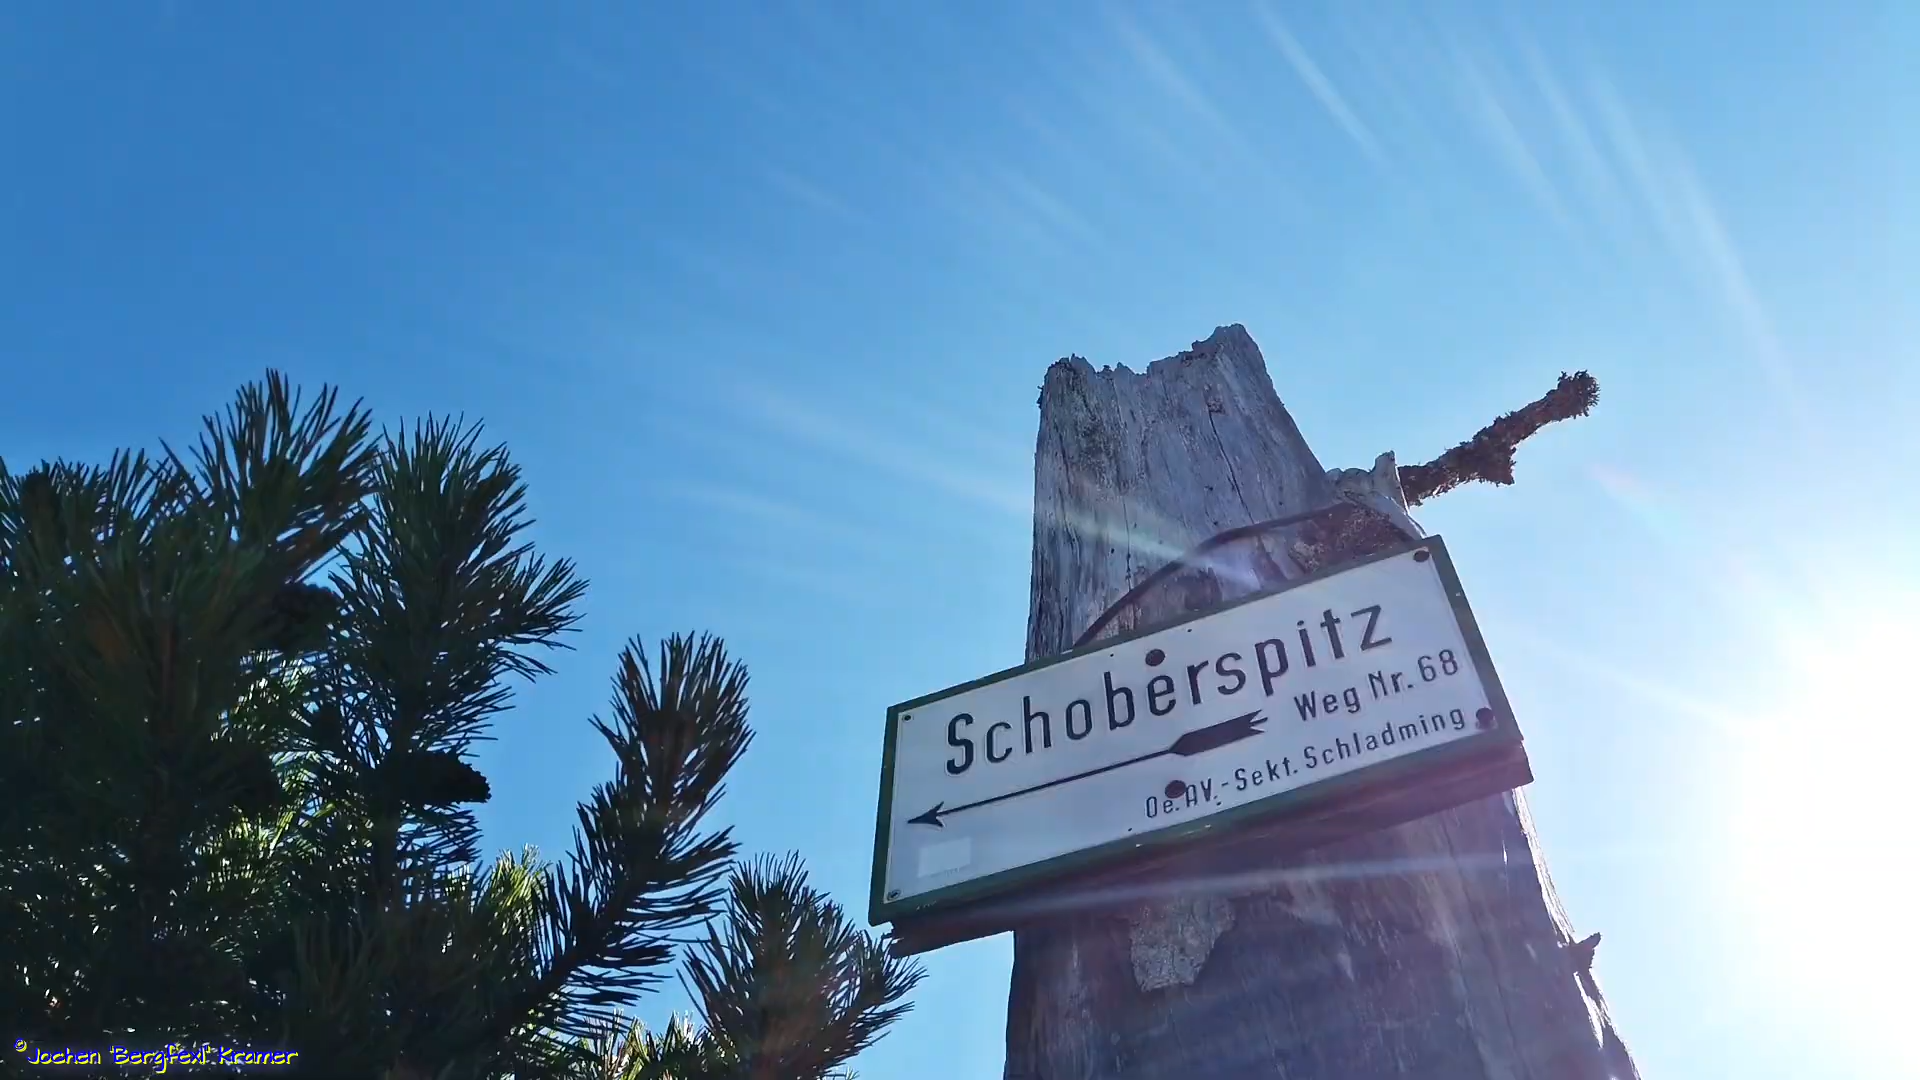 Schoberspitz
Weg Nr. 68
Oe. AV.-Sekt. Schladming
© Jochen 'Bergfexl' Kramer